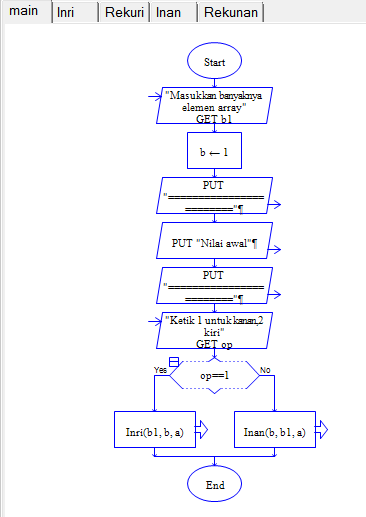 main Inri Rekuri Inan Rekunan
Start
"Masukkan banyaknya
elemen array"
GET b1
b ← 1
PUT
"================
========"¶
PUT "Nilai awal"¶
PUT
"================
========"¶
"Ketik 1 untuk kanan,2
kiri"
GET op
Yes op==1 No
Inri(b1, b, a) Inan(b, b1, a)
End